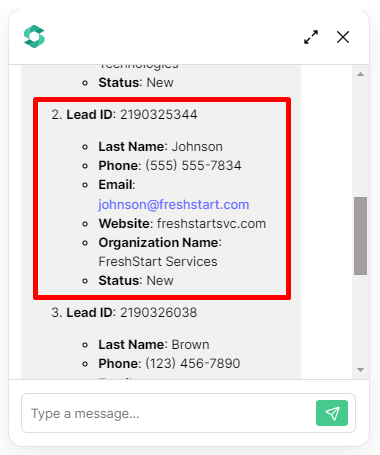 Technologies
Status: New
2. Lead ID: 2190325344
Last Name: Johnson
Phone: (555) 555-7834
Email:
johnson@freshstart.com
Website: freshstartsvc.com
Organization Name:
FreshStart Services
Status: New
3. Lead ID: 2190326038
Last Name: Brown
Phone: (123) 456-7890
Type a message...